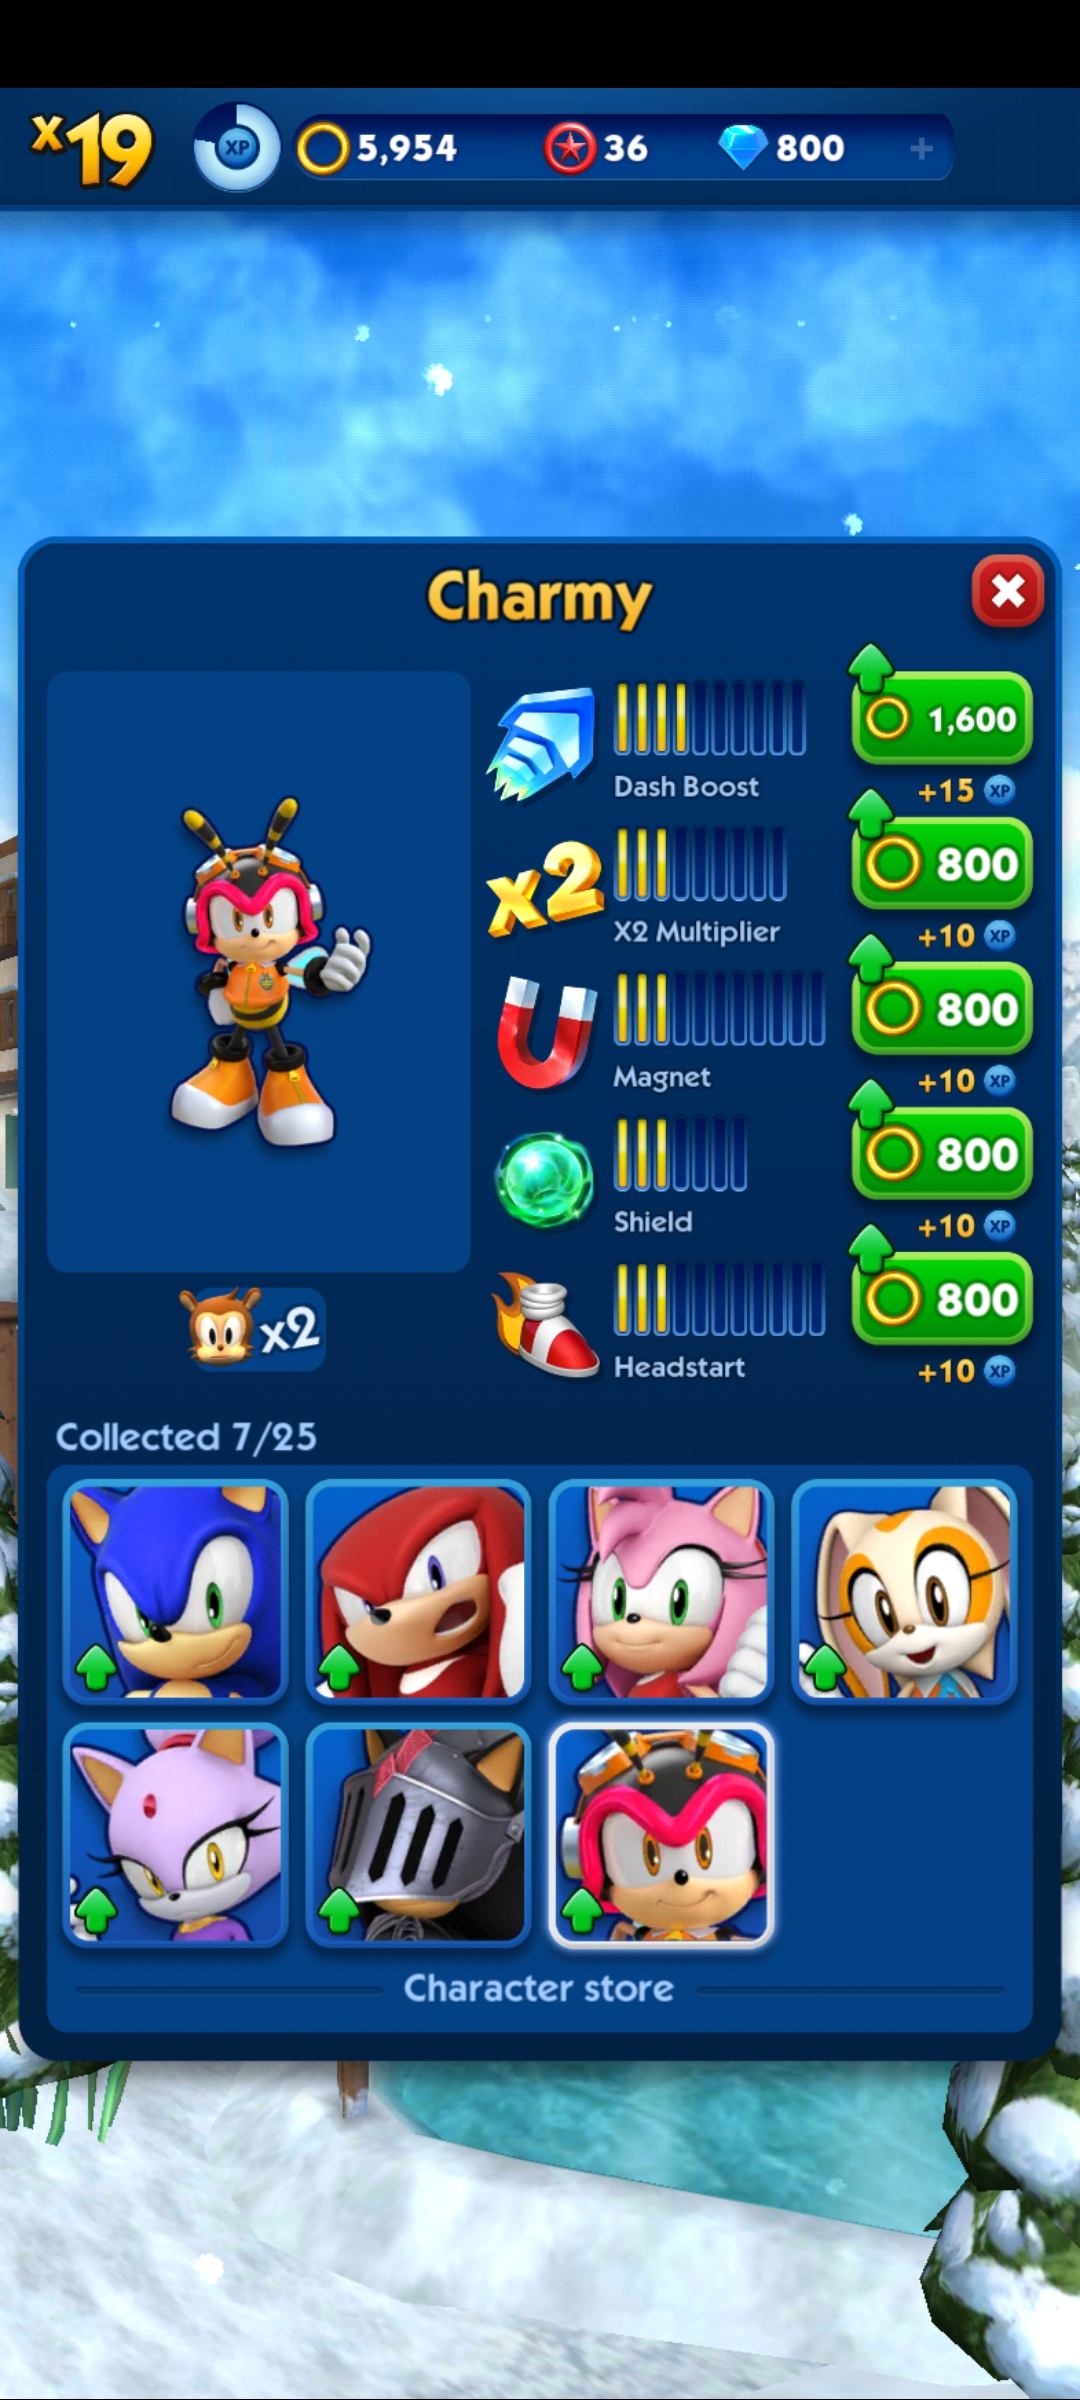 x19 XP 5,954 36 800 +
Charmy
1,600
Dash Boost
+15 XP
x2
800
X2 Multiplier
+10 XP
800
Magnet
+10 XP
800
Shield
+10 XP
800
x2
Headstart
+10 XP
Collected 7/25
Character store